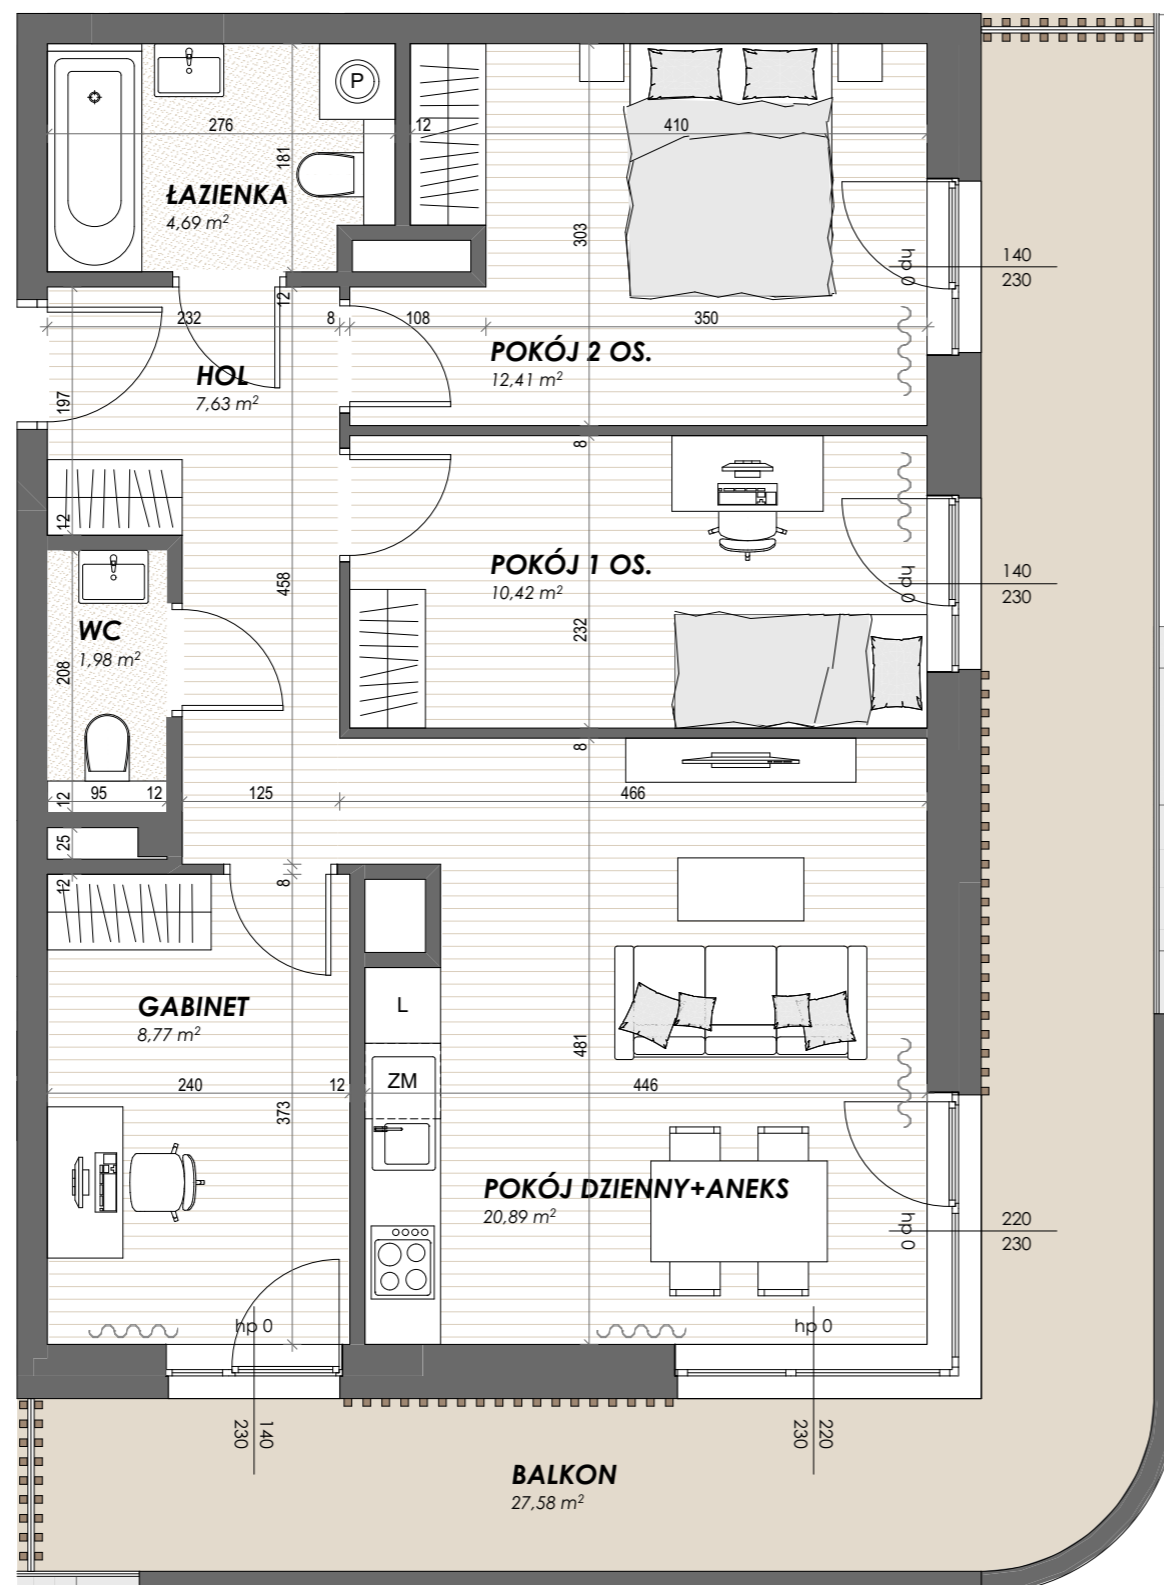 P
276
12
410
181
ŁAZIENKA
4,69 m²
303
hp 0
140
230
12
232
8
108
350
POKÓJ 2 OS.
12,41 m²
HOL
7,63 m²
197
8
12
POKÓJ 1 OS.
10,42 m²
458
hp 0
140
230
WC
1,98 m²
232
208
8
12
95
12
125
466
25
12
8
GABINET
8,77 m²
L
481
ZM
240
12
446
373
POKÓJ DZIENNY+ANEKS
20,89 m²
hp 0
220
230
hp 0
hp 0
140
230
220
230
BALKON
27,58 m²